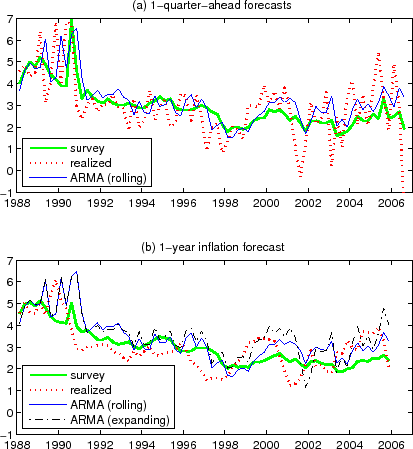 (a) 1-quarter-ahead forecasts
7
6
5
4
3
2
1
0
-1
survey
realized
ARMA (rolling)
1988 1990 1992 1994 1996 1998 2000 2002 2004 2006
(b) 1-year inflation forecast
7
6
5
4
3
2
1
0
-1
survey
realized
ARMA (rolling)
ARMA (expanding)
1988 1990 1992 1994 1996 1998 2000 2002 2004 2006